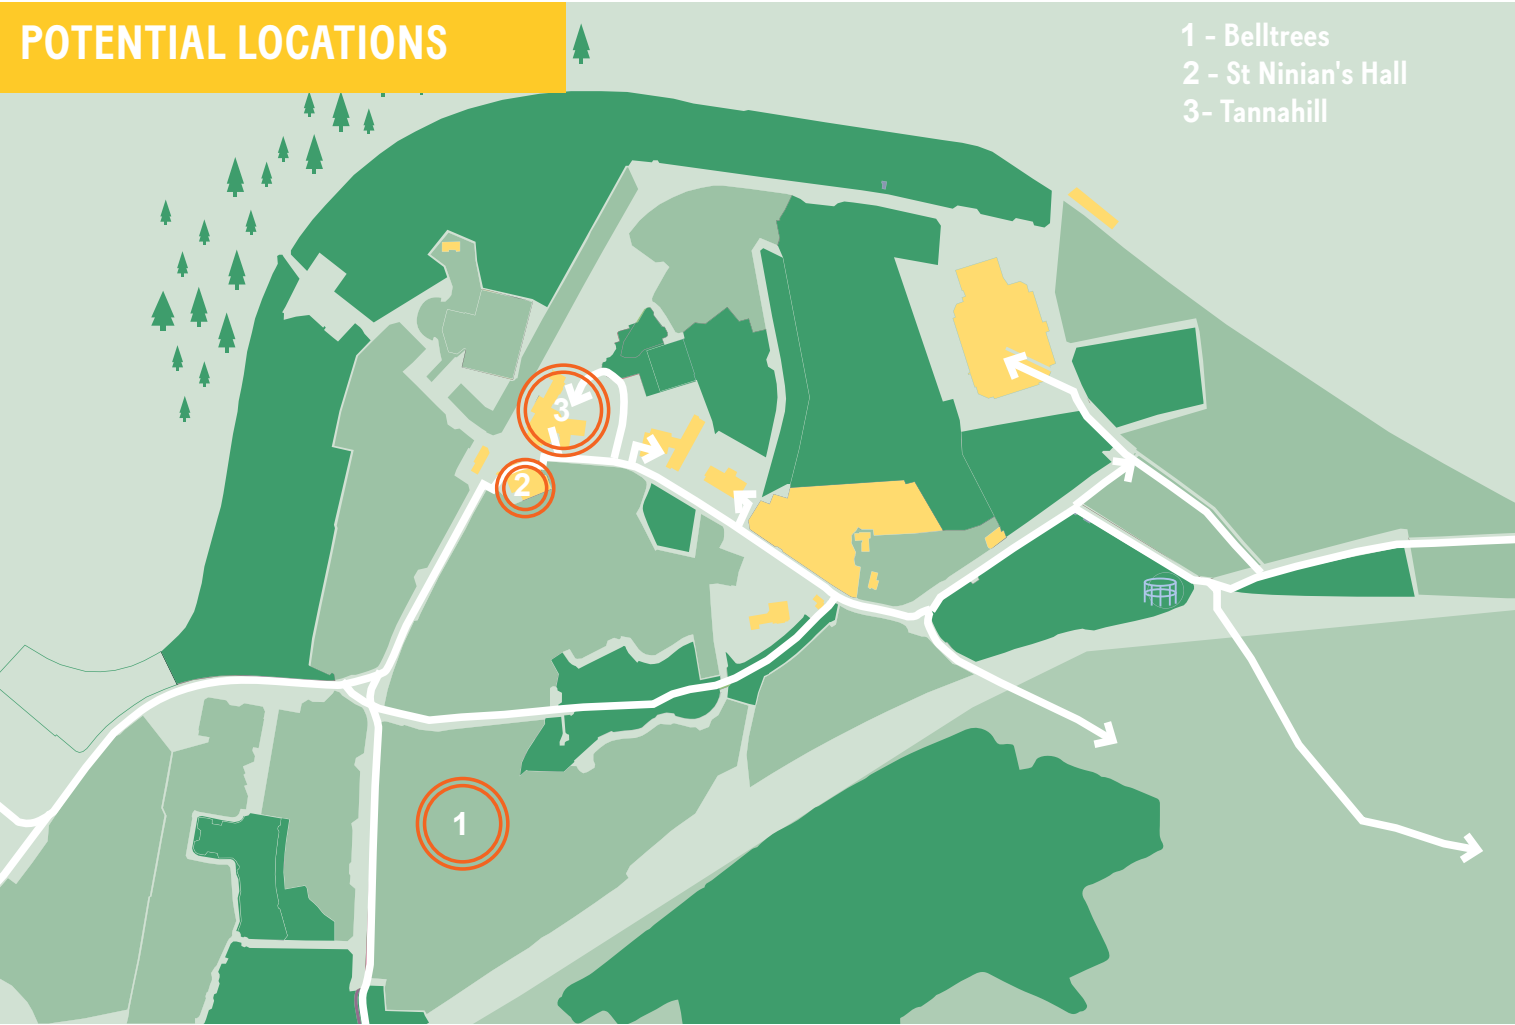 POTENTIAL LOCATIONS
1 - Belltrees
2 - St Ninian's Hall
3- Tannahill
3
2
1